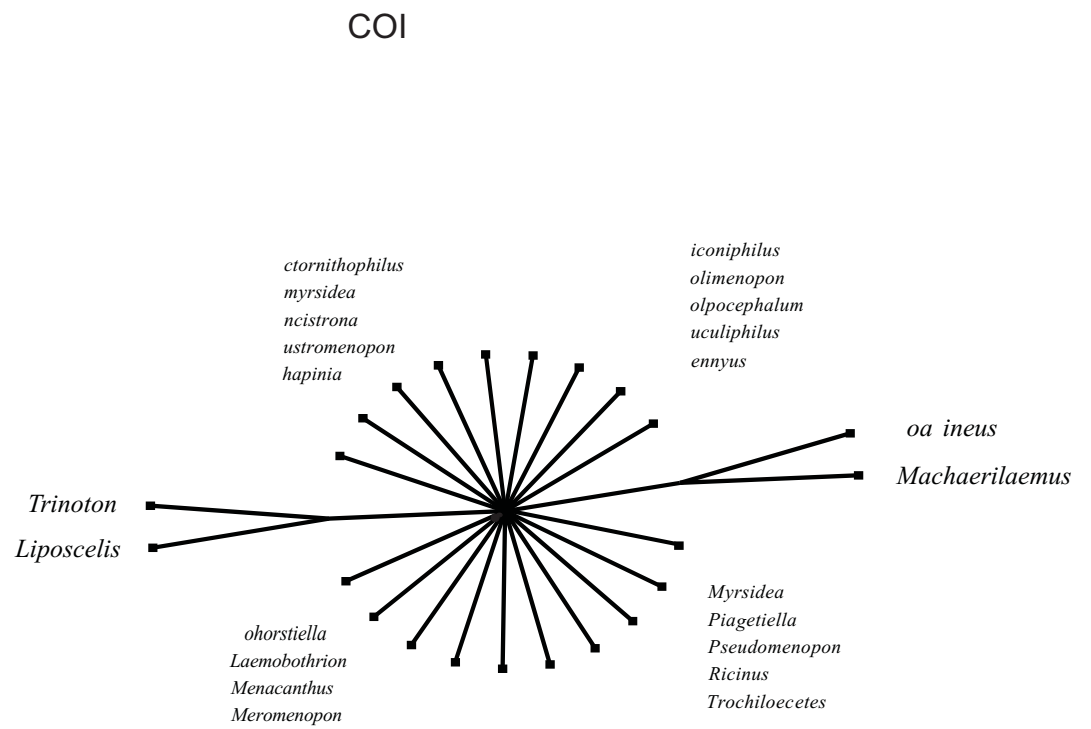 COI
ctornithophilus
myrsidea
ncistrona
ustromenopon
hapinia
iconiphilus
olimenopon
olpocephalum
uculiphilus
ennyus
oa ineus
Machaerilaemus
Trinoton
Liposcelis
ohorstiella
Laemobothrion
Menacanthus
Meromenopon
Myrsidea
Piagetiella
Pseudomenopon
Ricinus
Trochiloecetes